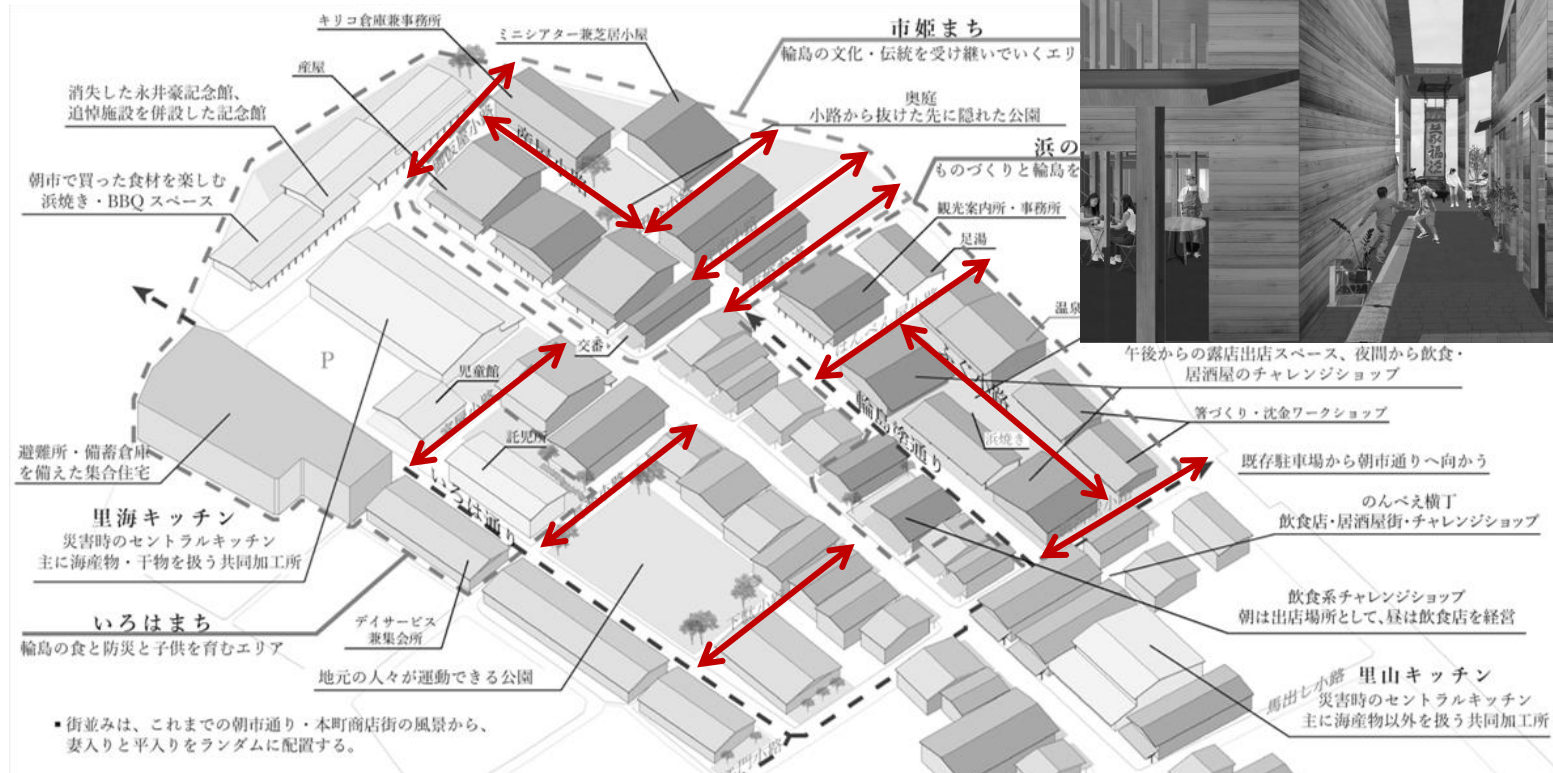 キリコ倉庫兼事務所
ミニシアター兼芝居小屋
産屋
消失した永井豪記念館、
追悼施設を併設した記念館
朝市で買った食材を楽しむ
浜焼き・BBQ スペース
市姫まち
輪島の文化・伝統を受け継いでいくエリ
奥庭
小路から抜けた先に隠れた公園
浜の
ものづくりと輪島を
観光案内所・事務所
足湯
温泉
午後からの露店出店スペース、夜間から飲食・
居酒屋のチャレンジショップ
箸づくり・沈金ワークショップ
既存駐車場から朝市通りへ向かう
のんべえ横丁
飲食店・居酒屋街・チャレンジショップ
飲食系チャレンジショップ
朝は出店場所として、昼は飲食店を経営
里山キッチン
災害時のセントラルキッチン
主に海産物以外を扱う共同加工所
馬出し小路
輪島塗通り
浜焼き
交番
P
児童館
託児所
いろは通り
避難所・備蓄倉庫
を備えた集合住宅
里海キッチン
災害時のセントラルキッチン
主に海産物・干物を扱う共同加工所
いろはまち
輪島の食と防災と子供を育むエリア
デイサービス
兼集会所
地元の人々が運動できる公園
▪ 街並みは、これまでの朝市通り・本町商店街の風景から、
妻入りと平入りをランダムに配置する。